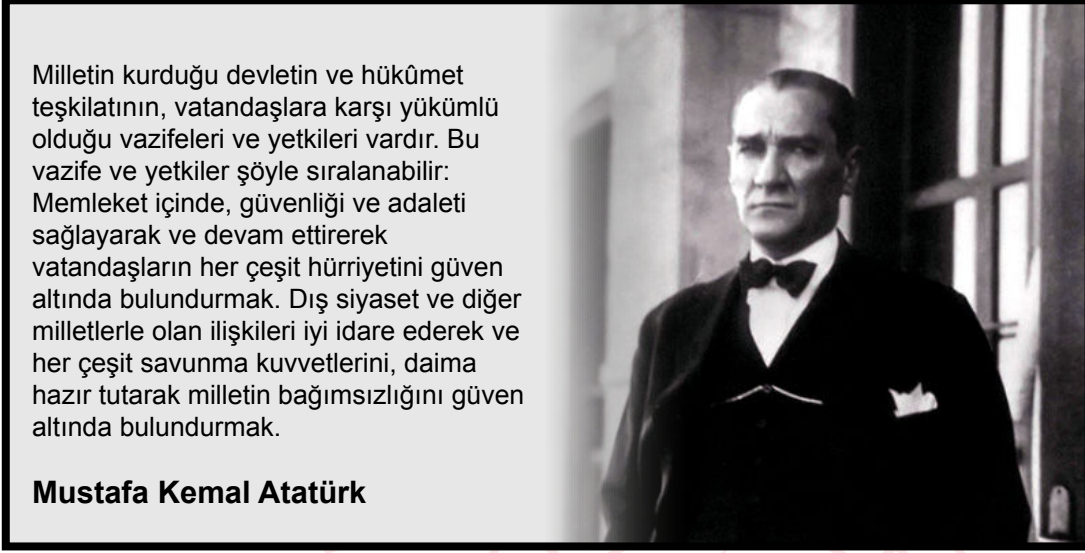 Milletin kurduğu devletin ve hükûmet
teşkilatının, vatandaşlara karşı yükümlü
olduğu vazifeleri ve yetkileri vardır. Bu
vazife ve yetkiler şöyle sıralanabilir:
Memleket içinde, güvenliği ve adaleti
sağlayarak ve devam ettirerek
vatandaşların her çeşit hürriyetini güven
altında bulundurmak. Dış siyaset ve diğer
milletlerle olan ilişkileri iyi idare ederek ve
her çeşit savunma kuvvetlerini, daima
hazır tutarak milletin bağımsızlığını güven
altında bulundurmak.
Mustafa Kemal Atatürk